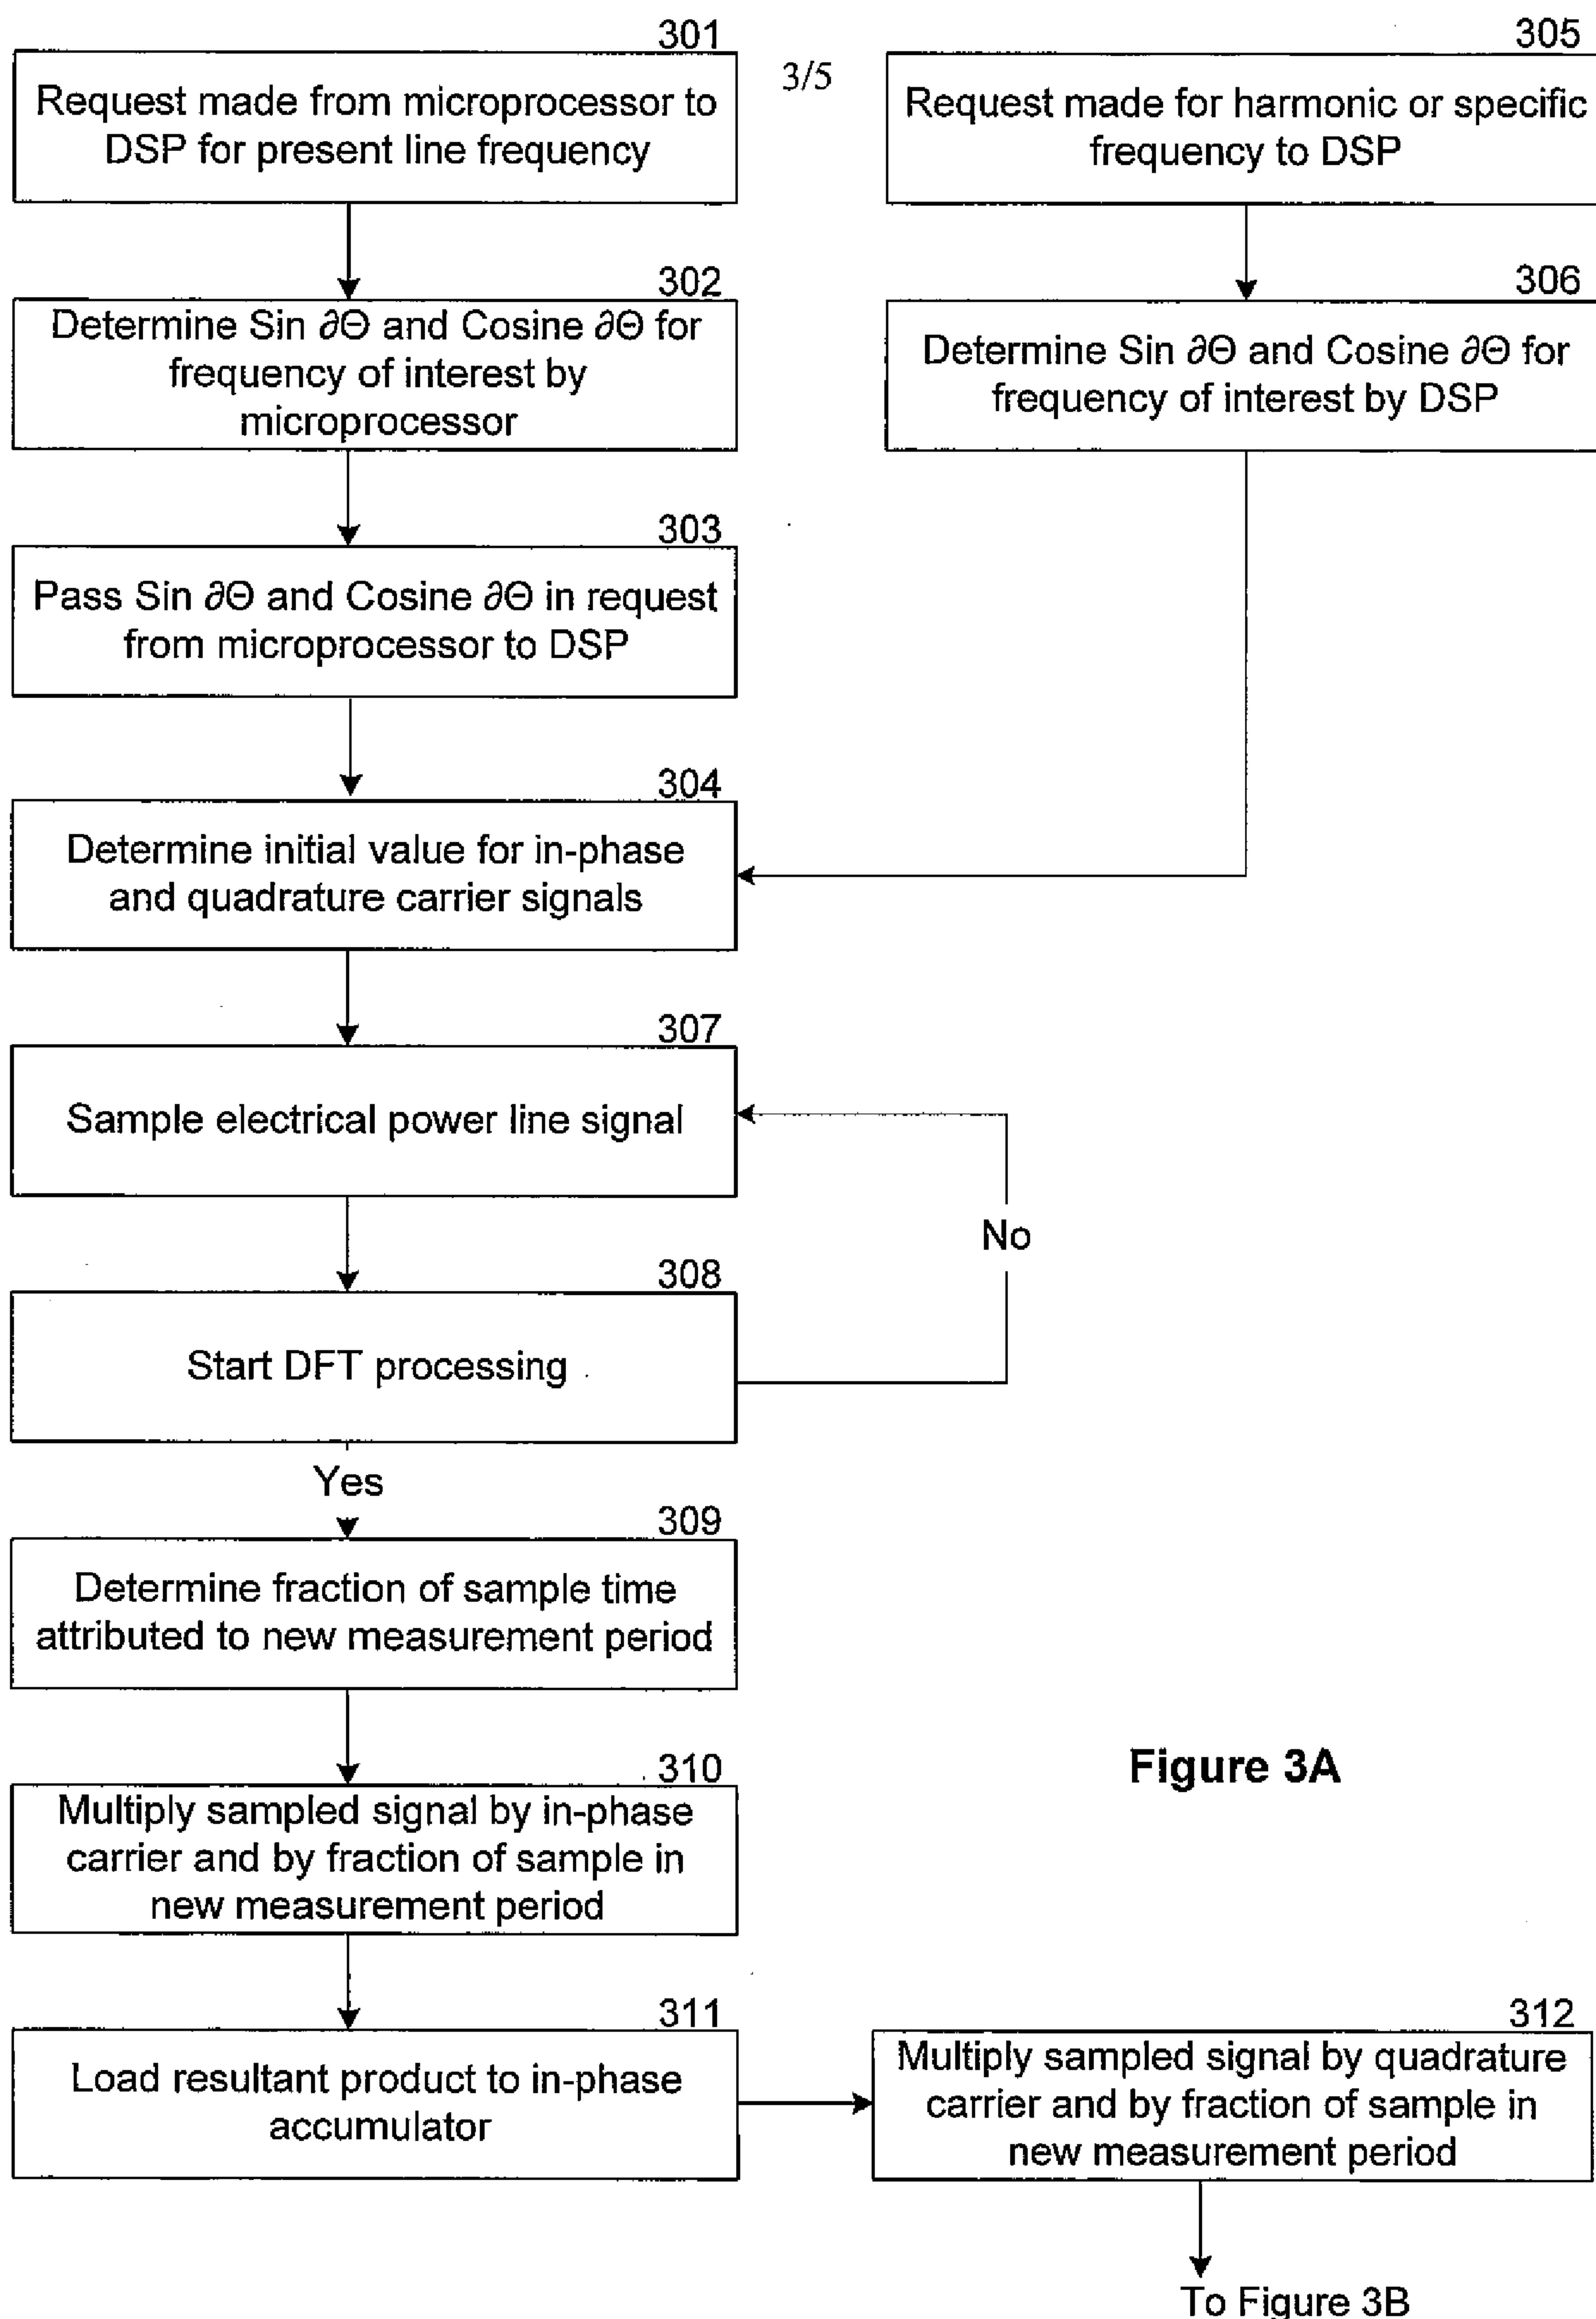 301
Request made from microprocessor to
DSP for present line frequency
3/5
305
Request made for harmonic or specific
frequency to DSP
302
Determine Sin ∂Θ and Cosine ∂Θ for
frequency of interest by
microprocessor
306
Determine Sin ∂Θ and Cosine ∂Θ for
frequency of interest by DSP
303
Pass Sin ∂Θ and Cosine ∂Θ in request
from microprocessor to DSP
304
Determine initial value for in-phase
and quadrature carrier signals
307
Sample electrical power line signal
No
308
Start DFT processing
Yes
309
Determine fraction of sample time
attributed to new measurement period
310
Multiply sampled signal by in-phase
carrier and by fraction of sample in
new measurement period
Figure 3A
311
Load resultant product to in-phase
accumulator
312
Multiply sampled signal by quadrature
carrier and by fraction of sample in
new measurement period
To Figure 3B